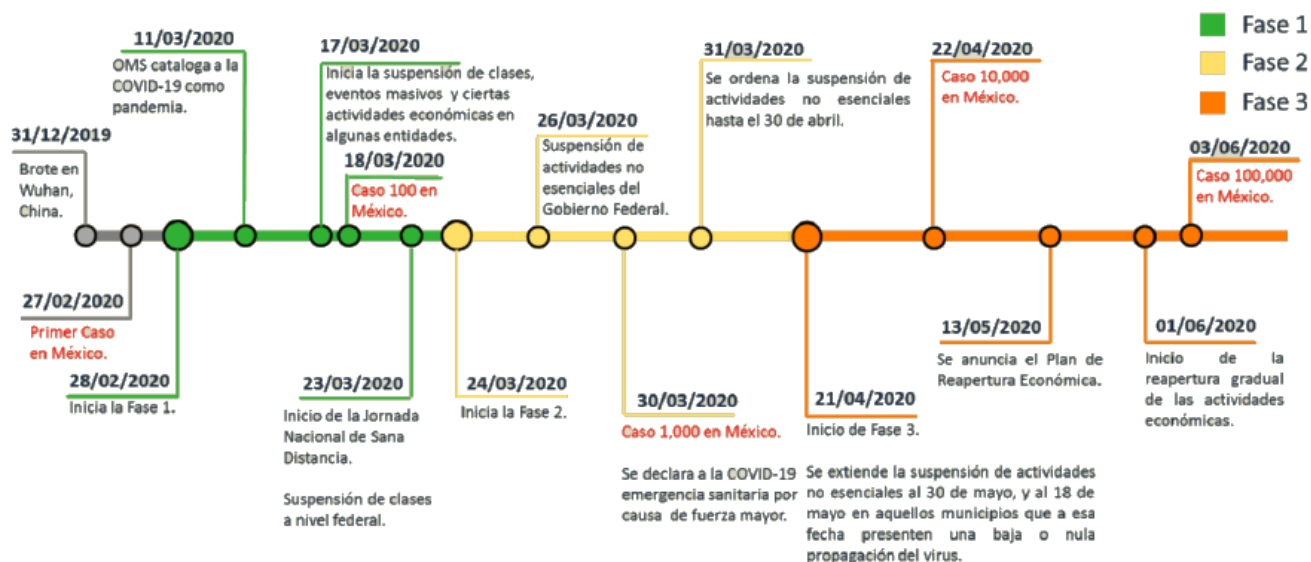 Fase 1
Fase 2
Fase 3
31/12/2019
Brote en
Wuhan,
China.
27/02/2020
Primer Caso
en México.
28/02/2020
Inicia la Fase 1.
11/03/2020
OMS cataloga a la
COVID-19 como
pandemia.
17/03/2020
Inicia la suspensión de clases,
eventos masivos y ciertas
actividades económicas en
algunas entidades.
18/03/2020
Caso 100 en
México.
23/03/2020
Inicio de la Jornada
Nacional de Sana
Distancia.
Suspensión de clases
a nivel federal.
24/03/2020
Inicia la Fase 2.
26/03/2020
Suspensión de
actividades no
esenciales del
Gobierno Federal.
30/03/2020
Caso 1,000 en México.
Se declara a la COVID-19
emergencia sanitaria por
causa de fuerza mayor.
31/03/2020
Se ordena la suspensión de
actividades no esenciales
hasta el 30 de abril.
21/04/2020
Inicio de Fase 3.
Se extiende la suspensión de actividades
no esenciales al 30 de mayo, y al 18 de
mayo en aquellos municipios que a esa
fecha presenten una baja o nula
propagación del virus.
22/04/2020
Caso 10,000
en México.
13/05/2020
Se anuncia el Plan de
Reapertura Económica.
01/06/2020
Inicio de la
reapertura gradual
de las actividades
económicas.
03/06/2020
Caso 100,000
en México.